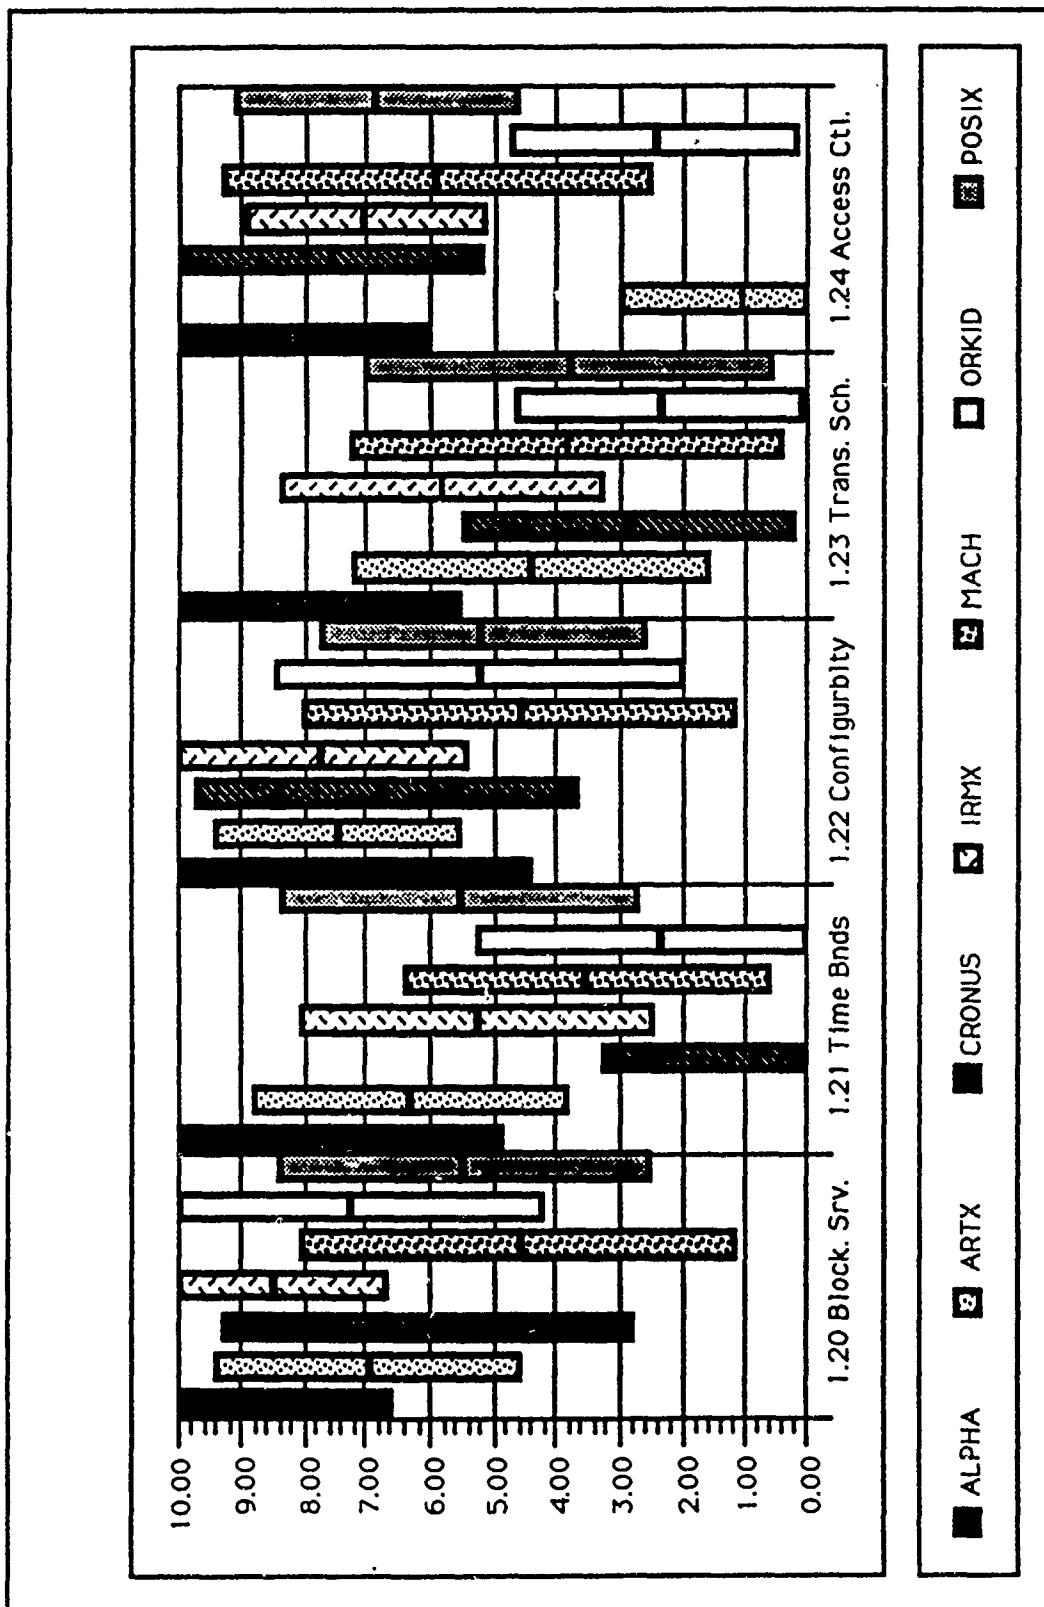 10.00
9.00
8.00
7.00
6.00
5.00
4.00
3.00
2.00
1.00
0.00
1.20 Block. Srv.
1.21 Time Bnds
1.22 Configurblty
1.23 Trans. Sch.
1.24 Access Ctl.
ALPHA
ARTX
CRONUS
IRMX
MACH
ORKID
POSIX